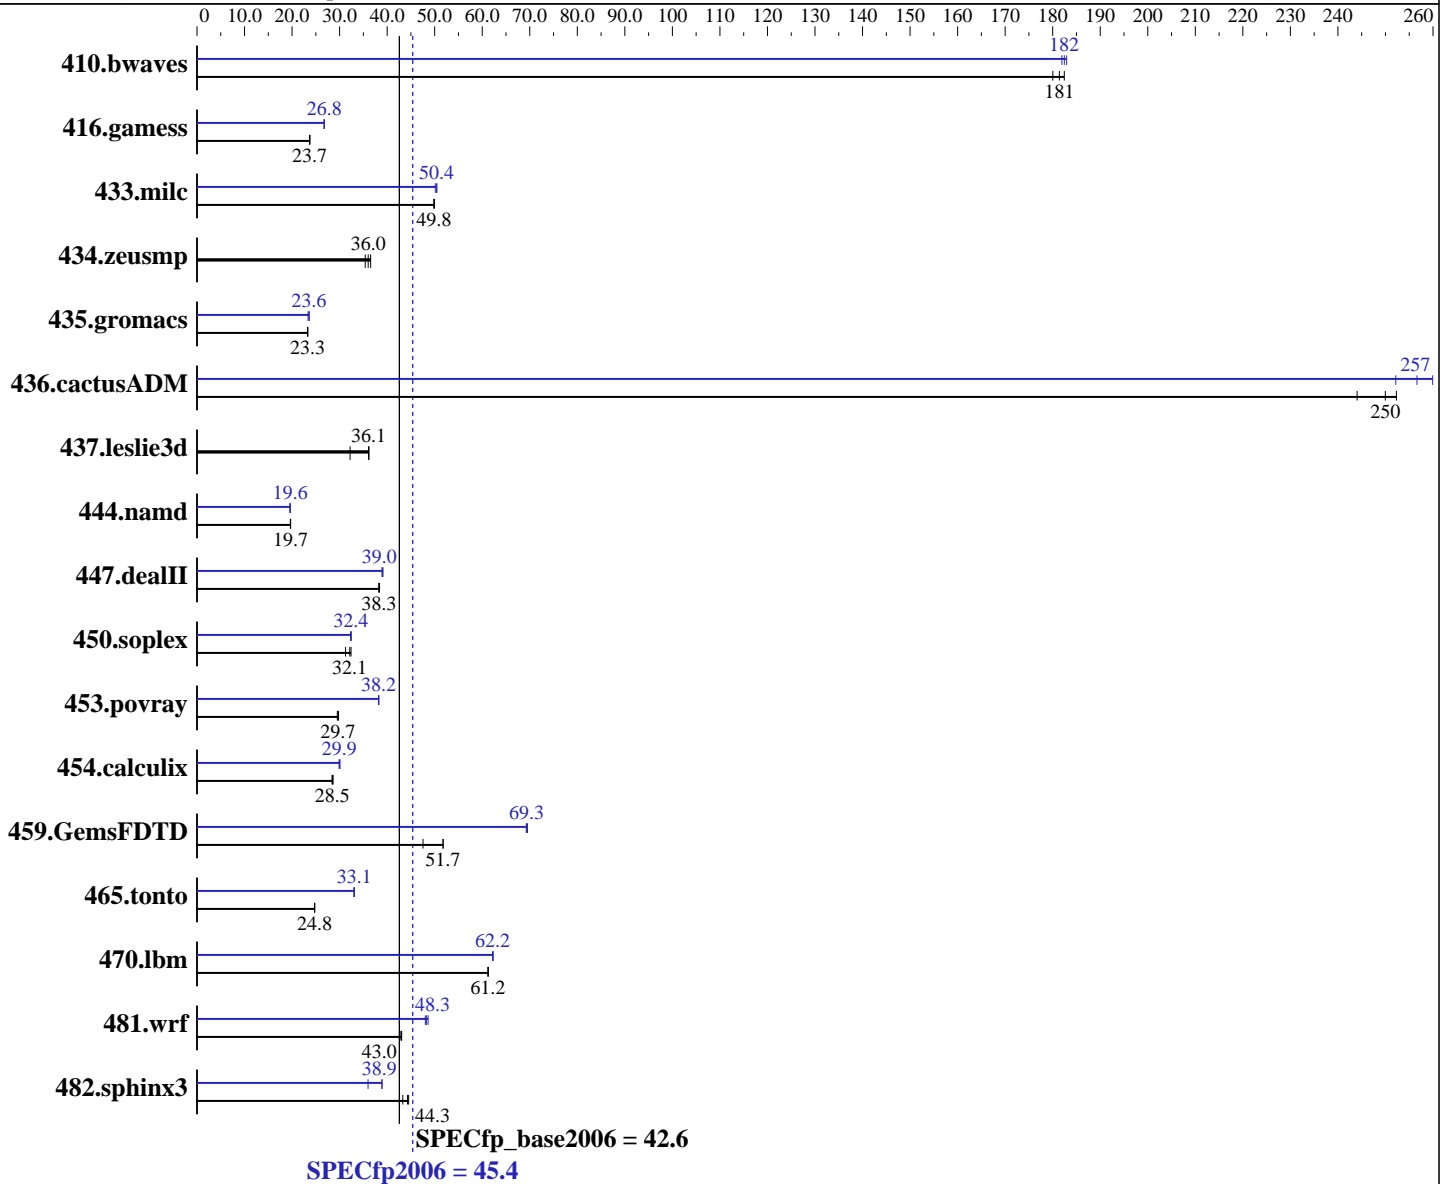 0 10.0 20.0 30.0 40.0 50.0 60.0 70.0 80.0 90.0 100 110 120 130 140 150 160 170 180 190 200 210 220 230 240 260
182
410.bwaves
181
26.8
416.gamess
23.7
50.4
433.milc
49.8
36.0
434.zeusmp
23.6
435.gromacs
23.3
257
436.cactusADM
250
36.1
437.leslie3d
19.6
444.namd
19.7
39.0
447.dealII
38.3
32.4
450.soplex
32.1
38.2
453.povray
29.7
29.9
454.calculix
28.5
69.3
459.GemsFDTD
51.7
33.1
465.tonto
24.8
62.2
470.lbm
61.2
48.3
481.wrf
43.0
38.9
482.sphinx3
44.3
SPECfp_base2006 = 42.6
SPECfp2006 = 45.4